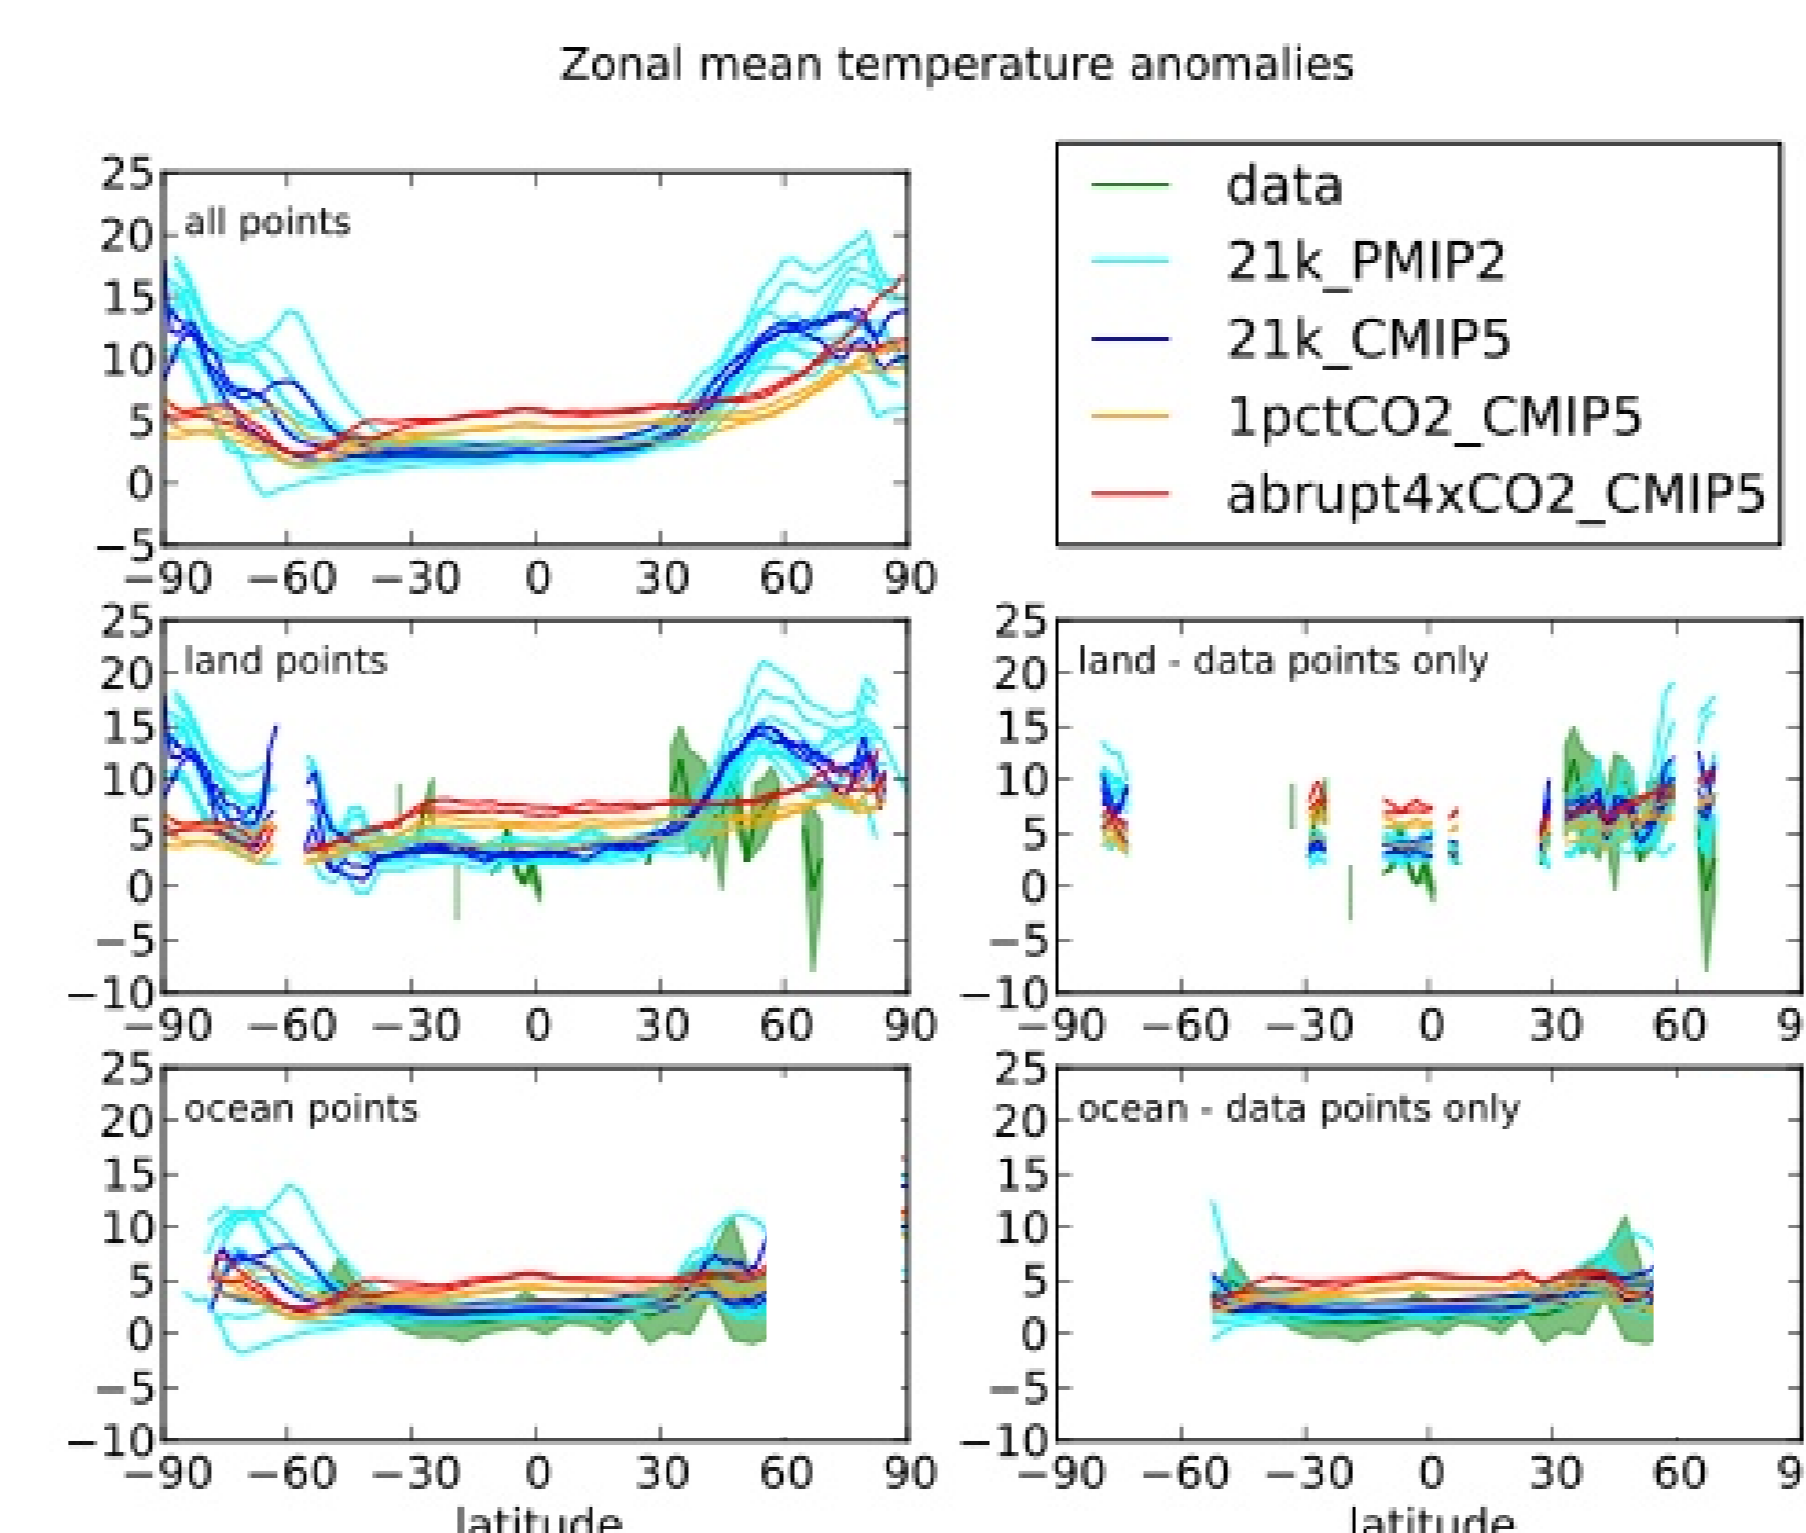 Zonal mean temperature anomalies
25
20
15
10
5
0
−5
all points
−90 −60 −30 0 30 60 90
data
21k_PMIP2
21k_CMIP5
1pctCO2_CMIP5
abrupt4xCO2_CMIP5
25
20
15
10
5
0
−5
−10
land points
−90 −60 −30 0 30 60 90
25
20
15
10
5
0
−5
−10
land - data points only
−90 −60 −30 0 30 60 9
25
20
15
10
5
0
−5
−10
ocean points
−90 −60 −30 0 30 60 90
latitude
25
20
15
10
5
0
−5
−10
ocean - data points only
−90 −60 −30 0 30 60 9
latitude